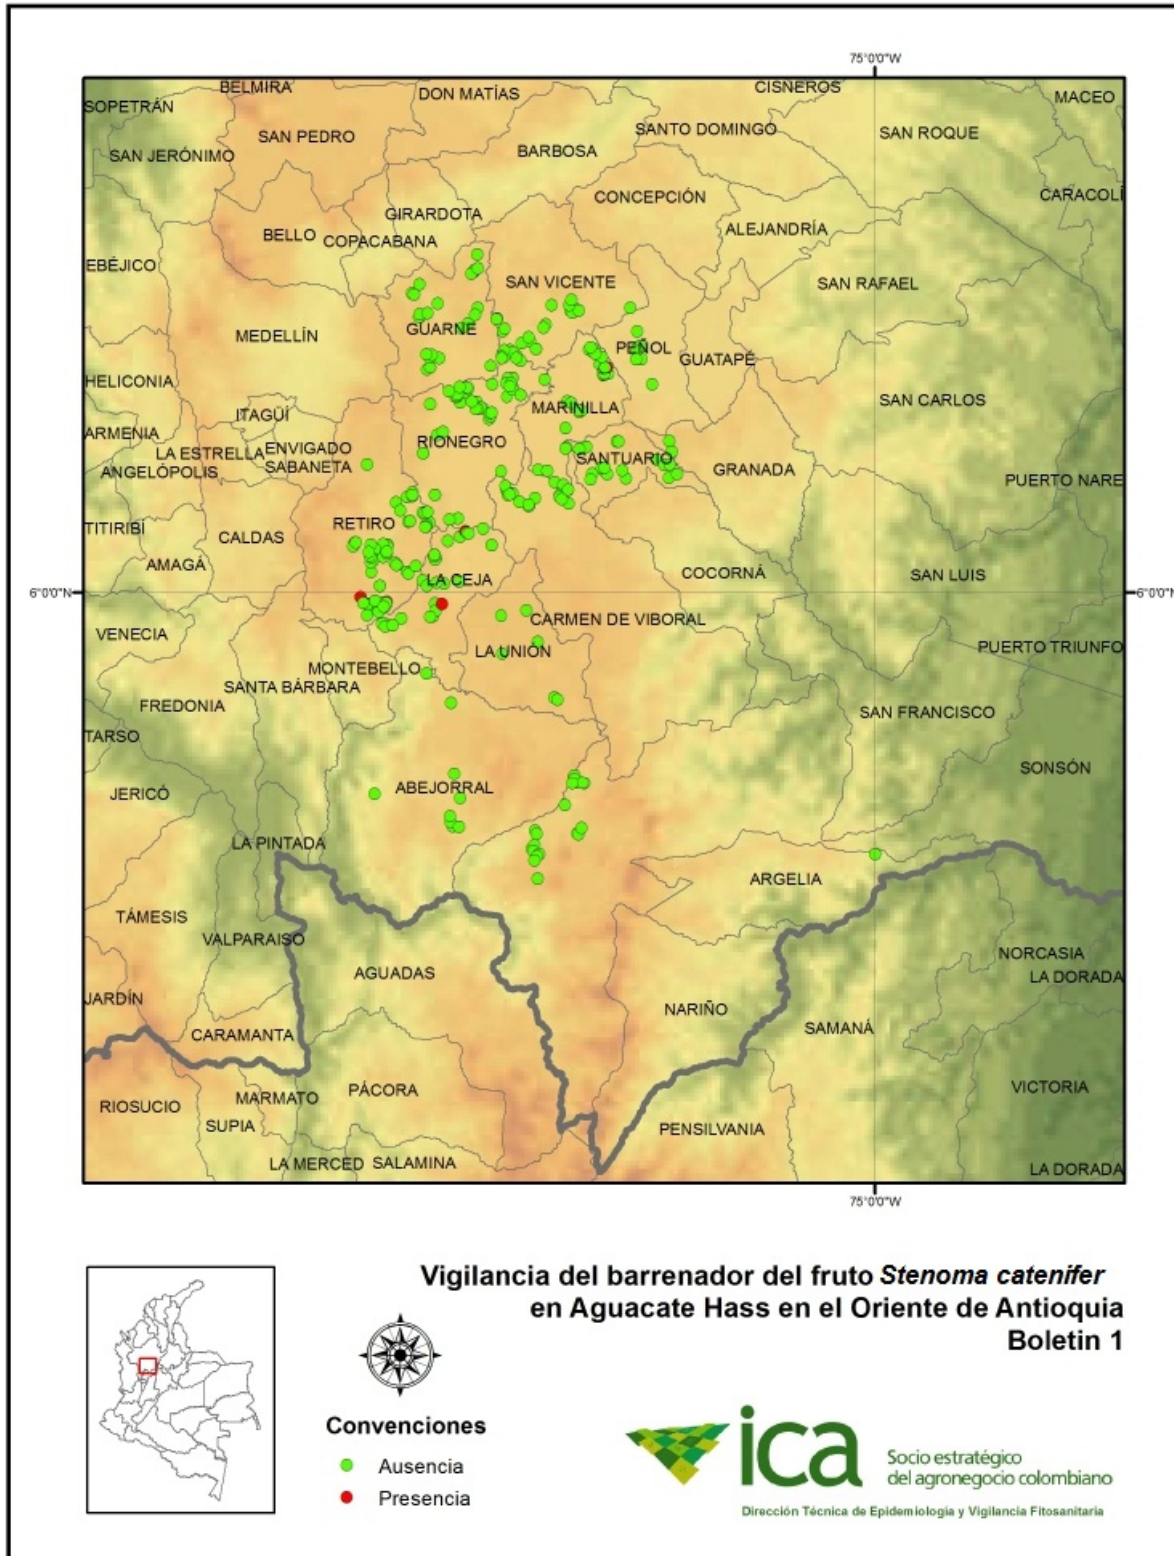 75°0'0"W
BELMIRA
DON MATÍAS
CISNEROS
MACEO
SOPETRÁN
SAN PEDRO
SANTO DOMINGO
SAN ROQUE
SAN JERÓNIMO
BARBOSA
CONCEPCIÓN
CARACOLÍ
GIRARDOTA
BELLO
COPACABANA
ALEJANDRÍA
EBÉJICO
SAN VICENTE
SAN RAFAEL
MEDELLÍN
GUARNE
PEÑOL
GUATAPÉ
HELICONIA
ITAGÜÍ
MARINILLA
SAN CARLOS
ARMENIA
LA ESTRELLA
ENVIGADO
RIONEGRO
ANGELÓPOLIS
SABANETA
SANTUARIO
GRANADA
PUERTO NARE
TITIRIBÍ
CALDAS
RETIRO
AMAGÁ
LA CEJA
COCORNÁ
SAN LUIS
6°0'0"N
6°0'0"N
VENECIA
CARMEN DE VIBORAL
LA UNIÓN
PUERTO TRIUNFO
MONTEBELLO
SANTA BÁRBARA
FREDONIA
SAN FRANCISCO
TARSO
SONSÓN
JERICÓ
ABEJORRAL
LA PINTADA
ARGELIA
TÁMESIS
VALPARAISO
NORCASIA
AGUADAS
LA DORADA
JARDÍN
NARIÑO
CARAMANTA
SAMANÁ
RIOSUCIO
MARMATO
PÁCORA
VICTORIA
SUPIA
PENSILVANIA
LA MERCED
SALAMINA
LA DORADA
75°0'0"W
Vigilancia del barrenador del fruto Stenoma catenifer
en Aguacate Hass en el Oriente de Antioquia
Boletin 1
Convenciones
Ausencia
Presencia
ica
Socio estratégico
del agronegocio colombiano
Dirección Técnica de Epidemiología y Vigilancia Fitosanitaria